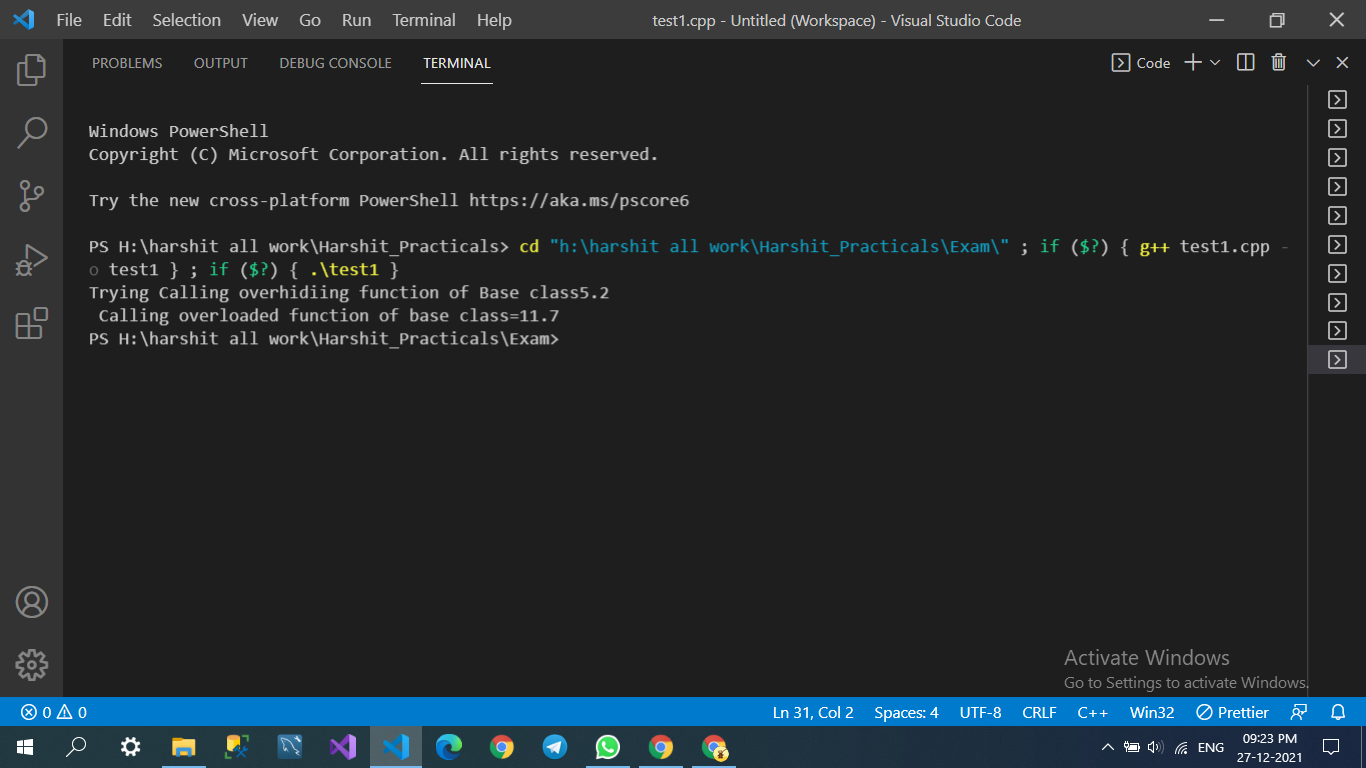 File Edit Selection View Go Run Terminal Help test1.cpp - Untitled (Workspace) - Visual Studio Code
PROBLEMS OUTPUT DEBUG CONSOLE TERMINAL Code
Windows PowerShell
Copyright (C) Microsoft Corporation. All rights reserved.
Try the new cross-platform PowerShell https://aka.ms/pscore6
PS H:\harshit all work\Harshit_Practicals> cd "h:\harshit all work\Harshit_Practicals\Exam\" ; if ($?) { g++ test1.cpp -
o test1 } ; if ($?) { .\test1 }
Trying Calling overhidiing function of Base class5.2
 Calling overloaded function of base class=11.7
PS H:\harshit all work\Harshit_Practicals\Exam>
Activate Windows
Go to Settings to activate Windows.
0 0 Ln 31, Col 2 Spaces: 4 UTF-8 CRLF C++ Win32 Prettier
ENG 09:23 PM
27-12-2021